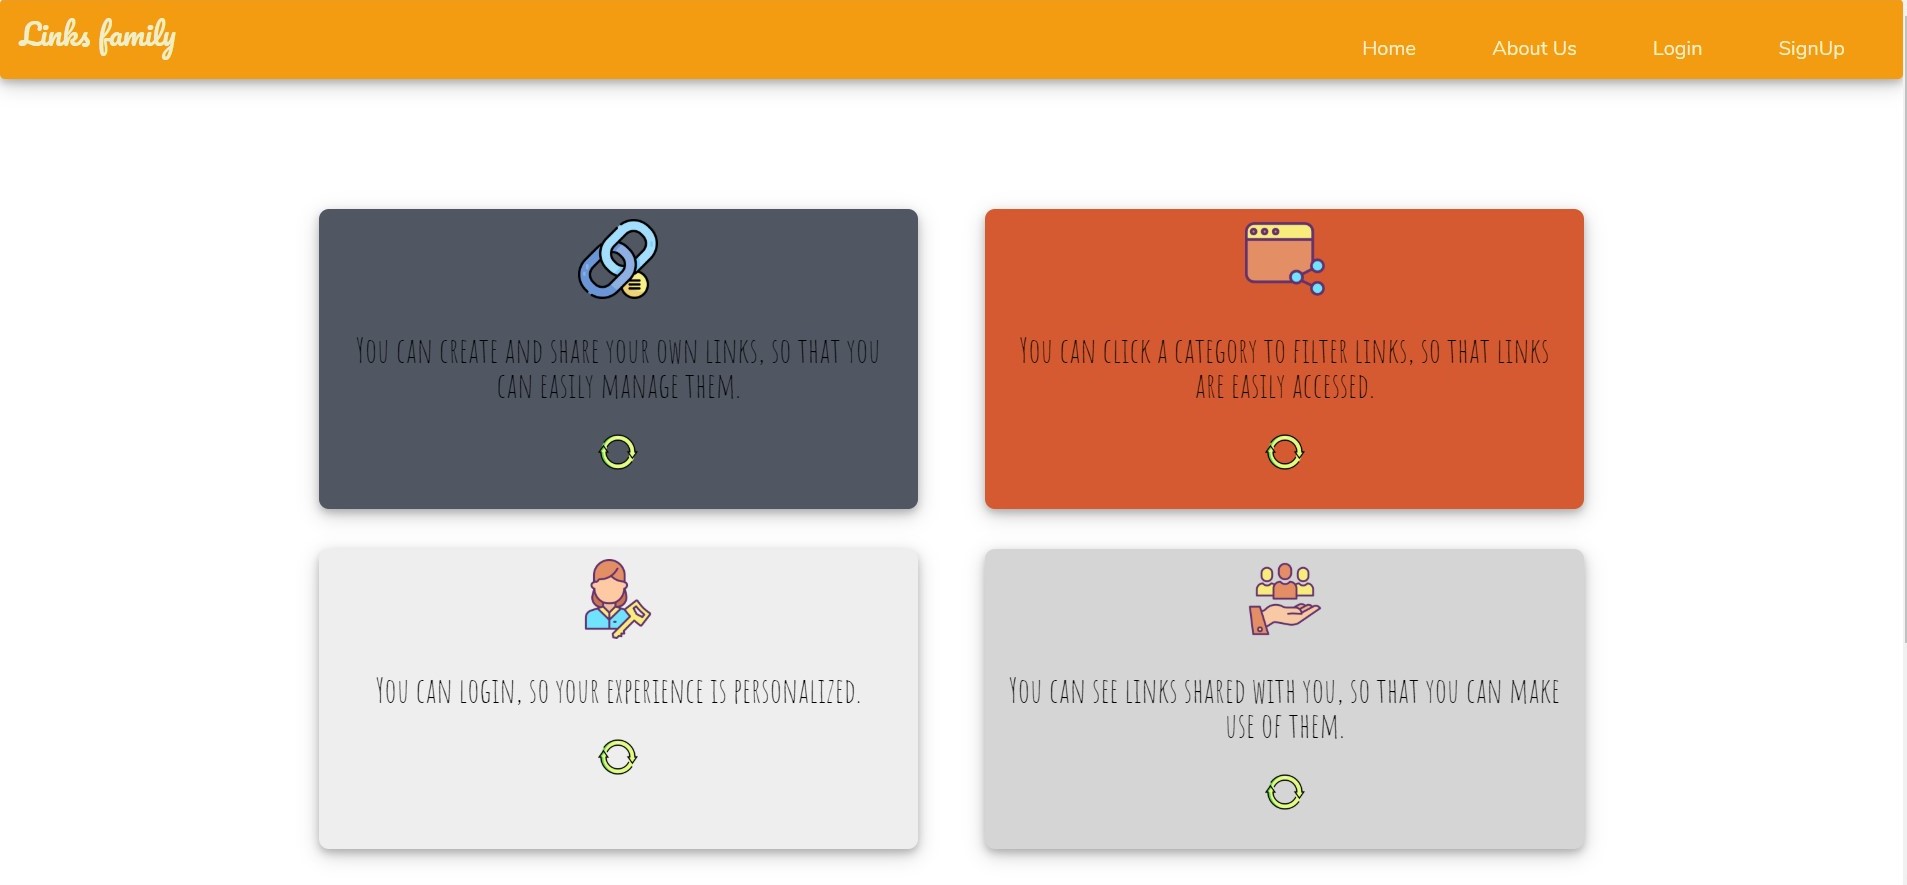 Links family
Home About Us Login SignUp
You can create and share your own links, so that you
can easily manage them.
You can click a category to filter links, so that links
are easily accessed.
You can login, so your experience is personalized.
You can see links shared with you, so that you can make
use of them.